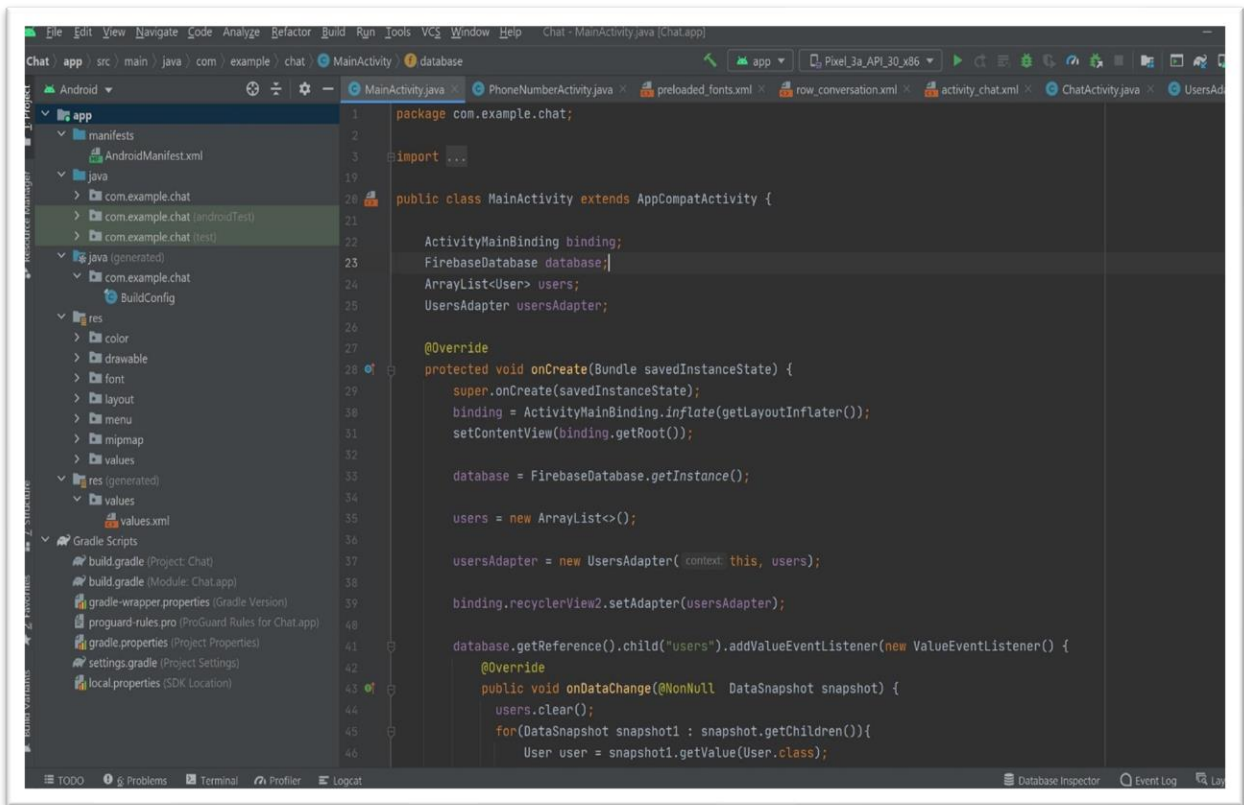 File Edit View Navigate Code Analyze Refactor Build Run Tools VCS Window Help Chat - MainActivity.java [Chat.app]
Chat app src main java com example chat MainActivity database app Pixel_3a_API_30_x86
Android MainActivity.java PhoneNumberActivity.java preloaded_fonts.xml row_conversation.xml activity_chat.xml ChatActivity.java UsersAd
1: Project
Resource Manager
Z: Structure
2: Favorites
Build Variants
app
manifests
AndroidManifest.xml
java
com.example.chat
com.example.chat (androidTest)
com.example.chat (test)
java (generated)
com.example.chat
BuildConfig
res
color
drawable
font
layout
menu
mipmap
values
res (generated)
values
values.xml
Gradle Scripts
build.gradle (Project: Chat)
build.gradle (Module: Chat.app)
gradle-wrapper.properties (Gradle Version)
proguard-rules.pro (ProGuard Rules for Chat.app)
gradle.properties (Project Properties)
settings.gradle (Project Settings)
local.properties (SDK Location)
1 package com.example.chat;
2
3 import ...
19
20 public class MainActivity extends AppCompatActivity {
21
22 ActivityMainBinding binding;
23 FirebaseDatabase database;
24 ArrayList<User> users;
25 UsersAdapter usersAdapter;
26
27 @Override
28 protected void onCreate(Bundle savedInstanceState) {
29 super.onCreate(savedInstanceState);
30 binding = ActivityMainBinding.inflate(getLayoutInflater());
31 setContentView(binding.getRoot());
32
33 database = FirebaseDatabase.getInstance();
34
35 users = new ArrayList<>();
36
37 usersAdapter = new UsersAdapter( context: this, users);
38
39 binding.recyclerView2.setAdapter(usersAdapter);
40
41 database.getReference().child("users").addValueEventListener(new ValueEventListener() {
42 @Override
43 public void onDataChange(@NonNull DataSnapshot snapshot) {
44 users.clear();
45 for(DataSnapshot snapshot1 : snapshot.getChildren()){
46 User user = snapshot1.getValue(User.class);
TODO 6: Problems Terminal Profiler Logcat Database Inspector Event Log Lay